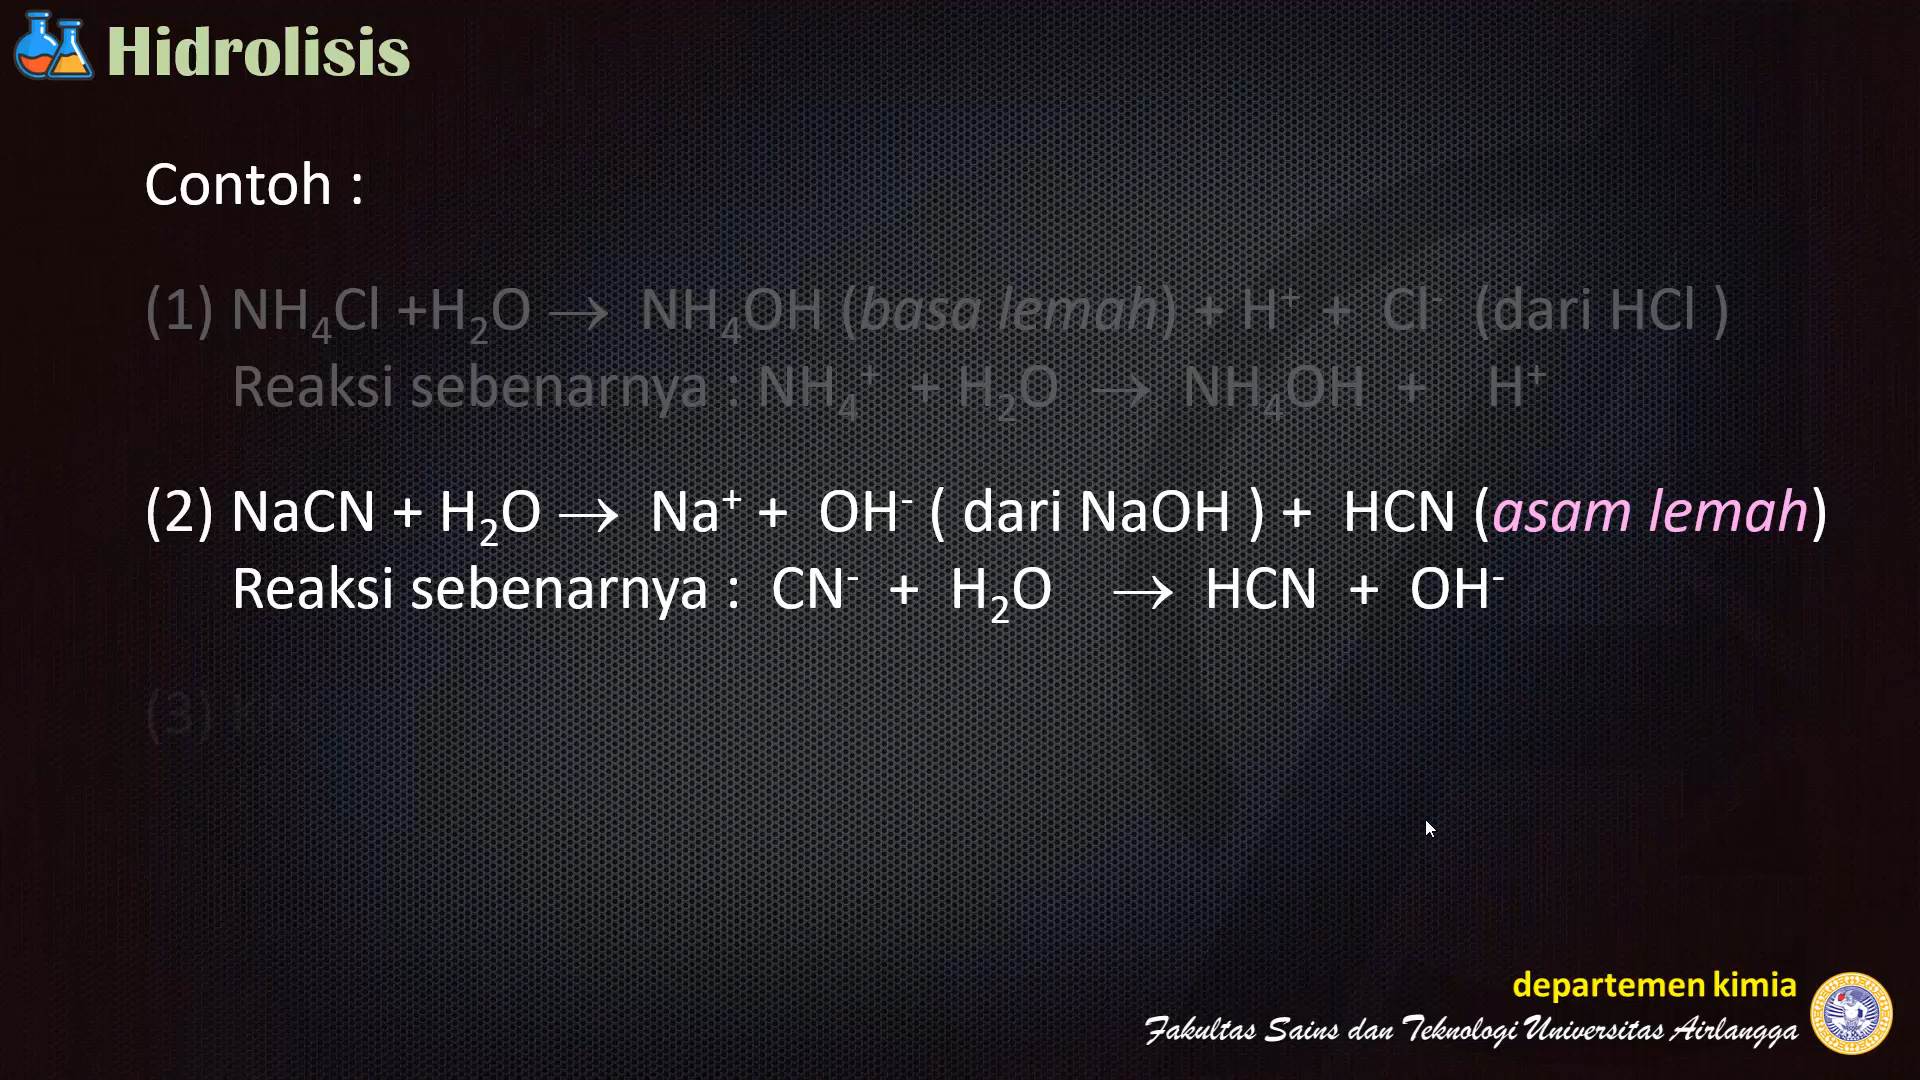 Hidrolisis
Contoh :
(1) NH₄Cl +H₂O → NH₄OH (basa lemah) + H⁺ + Cl⁻ (dari HCl )
Reaksi sebenarnya : NH₄⁺ + H₂O → NH₄OH + H⁺
(2) NaCN + H₂O → Na⁺ + OH⁻ ( dari NaOH ) + HCN (asam lemah)
Reaksi sebenarnya : CN⁻ + H₂O → HCN + OH⁻
(3)
departemen kimia
Fakultas Sains dan Teknologi Universitas Airlangga